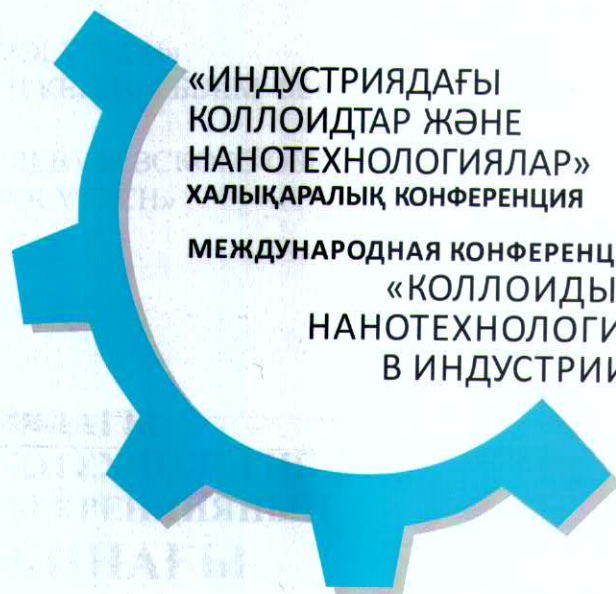 «ИНДУСТРИЯДАҒЫ
КОЛЛОИДТАР ЖӘНЕ
НАНОТЕХНОЛОГИЯЛАР»
ХАЛЫҚАРАЛЫҚ КОНФЕРЕНЦИЯ
МЕЖДУНАРОДНАЯ КОНФЕРЕНЦ
«КОЛЛОИДЫ
НАНОТЕХНОЛОГИ
В ИНДУСТРИИ